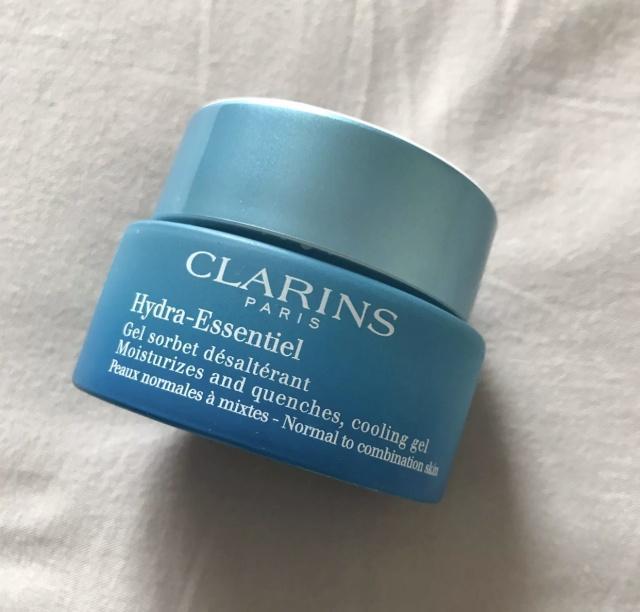 CLARINS
PARIS
Hydra-Essentiel
Gel sorbet désaltérant
Moisturizes and quenches, cooling gel
Peaux normales à mixtes - Normal to combination skin